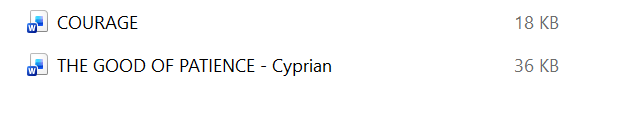 COURAGE 18 KB
THE GOOD OF PATIENCE - Cyprian 36 KB